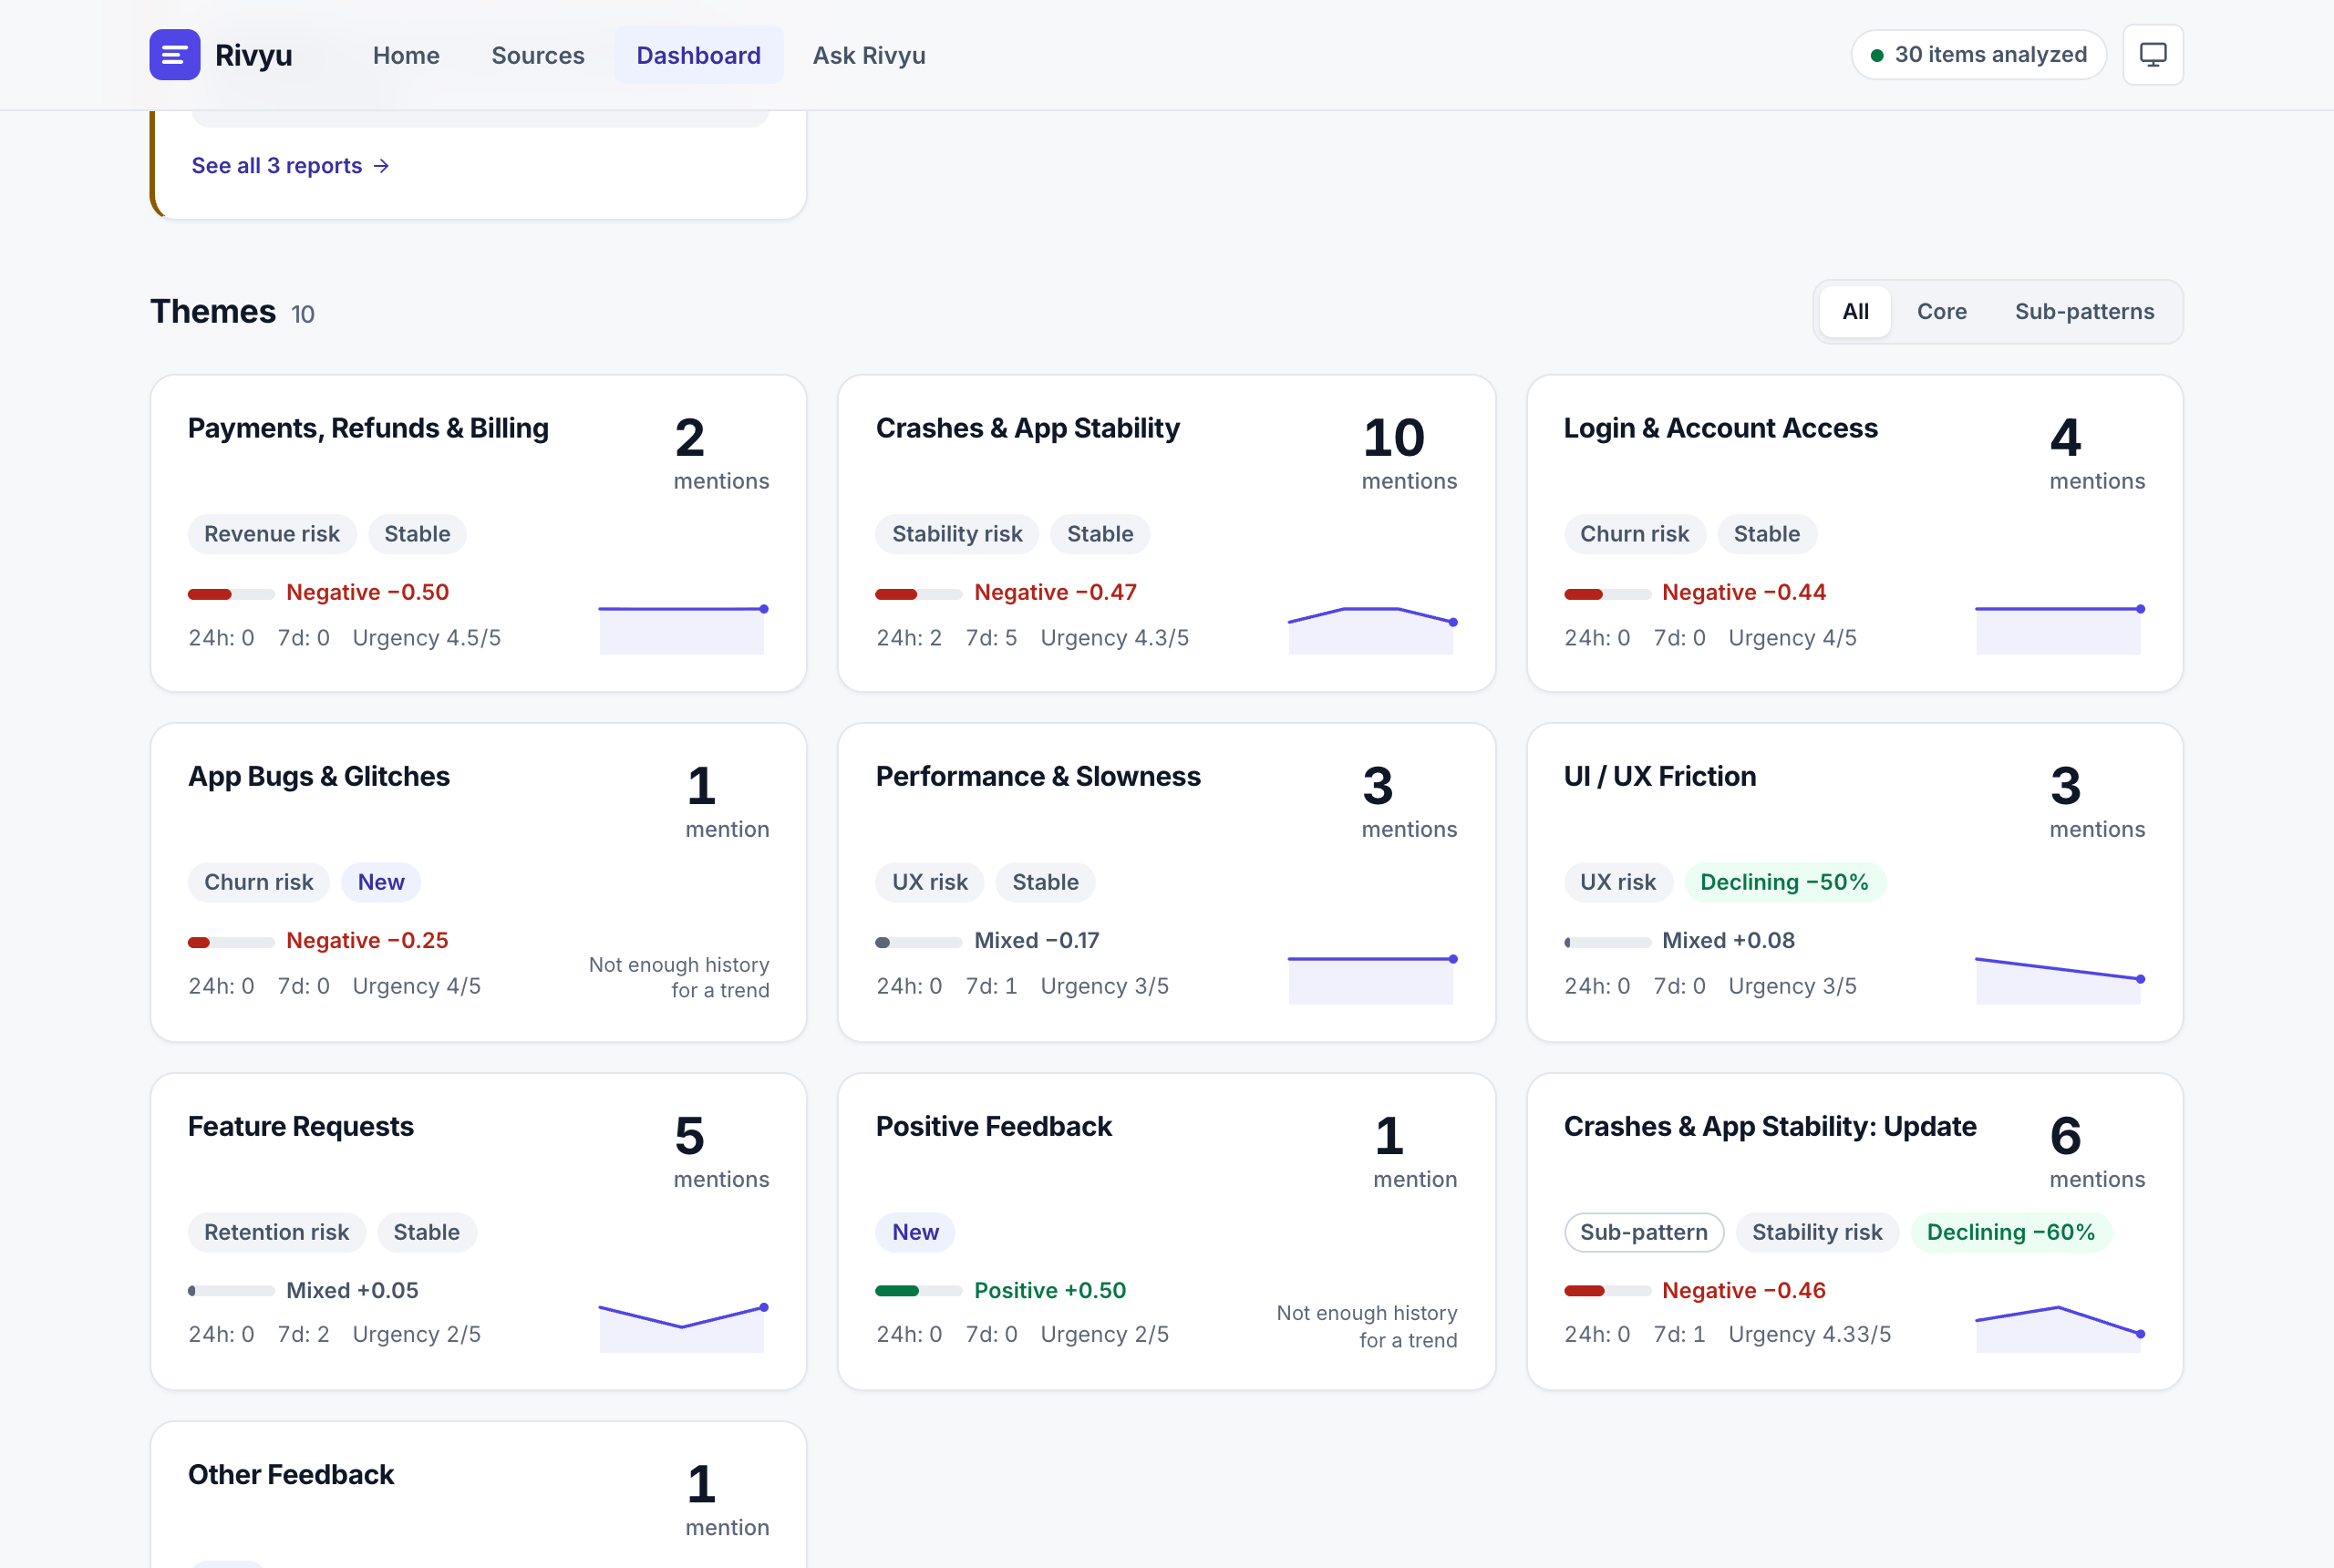 Rivyu
Home
Sources
Dashboard
Ask Rivyu
30 items analyzed
See all 3 reports →
Themes 10
All
Core
Sub-patterns
Payments, Refunds & Billing
2
mentions
Revenue risk
Stable
Negative −0.50
24h: 0 7d: 0 Urgency 4.5/5
Crashes & App Stability
10
mentions
Stability risk
Stable
Negative −0.47
24h: 2 7d: 5 Urgency 4.3/5
Login & Account Access
4
mentions
Churn risk
Stable
Negative −0.44
24h: 0 7d: 0 Urgency 4/5
App Bugs & Glitches
1
mention
Churn risk
New
Negative −0.25
24h: 0 7d: 0 Urgency 4/5
Not enough history
for a trend
Performance & Slowness
3
mentions
UX risk
Stable
Mixed −0.17
24h: 0 7d: 1 Urgency 3/5
UI / UX Friction
3
mentions
UX risk
Declining −50%
Mixed +0.08
24h: 0 7d: 0 Urgency 3/5
Feature Requests
5
mentions
Retention risk
Stable
Mixed +0.05
24h: 0 7d: 2 Urgency 2/5
Positive Feedback
1
mention
New
Positive +0.50
24h: 0 7d: 0 Urgency 2/5
Not enough history
for a trend
Crashes & App Stability: Update
6
mentions
Sub-pattern
Stability risk
Declining −60%
Negative −0.46
24h: 0 7d: 1 Urgency 4.33/5
Other Feedback
1
mention